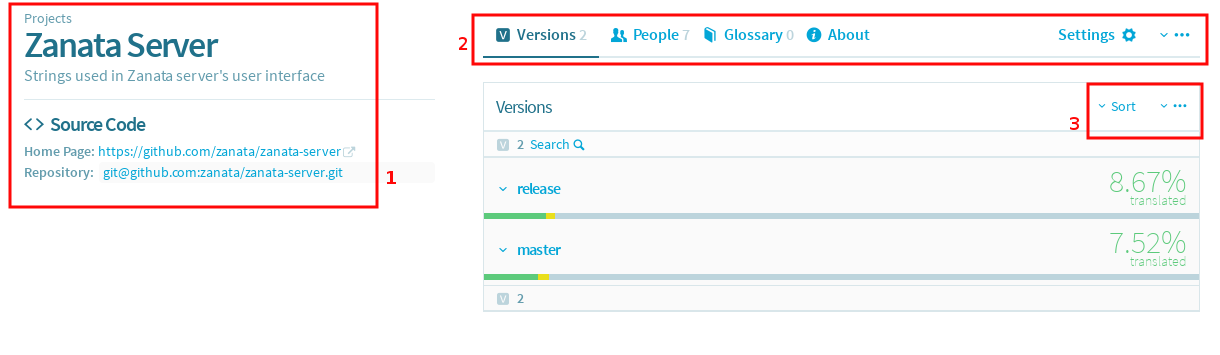 Projects
Zanata Server
Strings used in Zanata server's user interface
<> Source Code
Home Page: https://github.com/zanata/zanata-server
Repository: git@github.com:zanata/zanata-server.git
1
2
V Versions 2 People 7 Glossary 0 i About Settings
Versions
Sort
3
V 2 Search
release
8.67%
translated
master
7.52%
translated
V 2